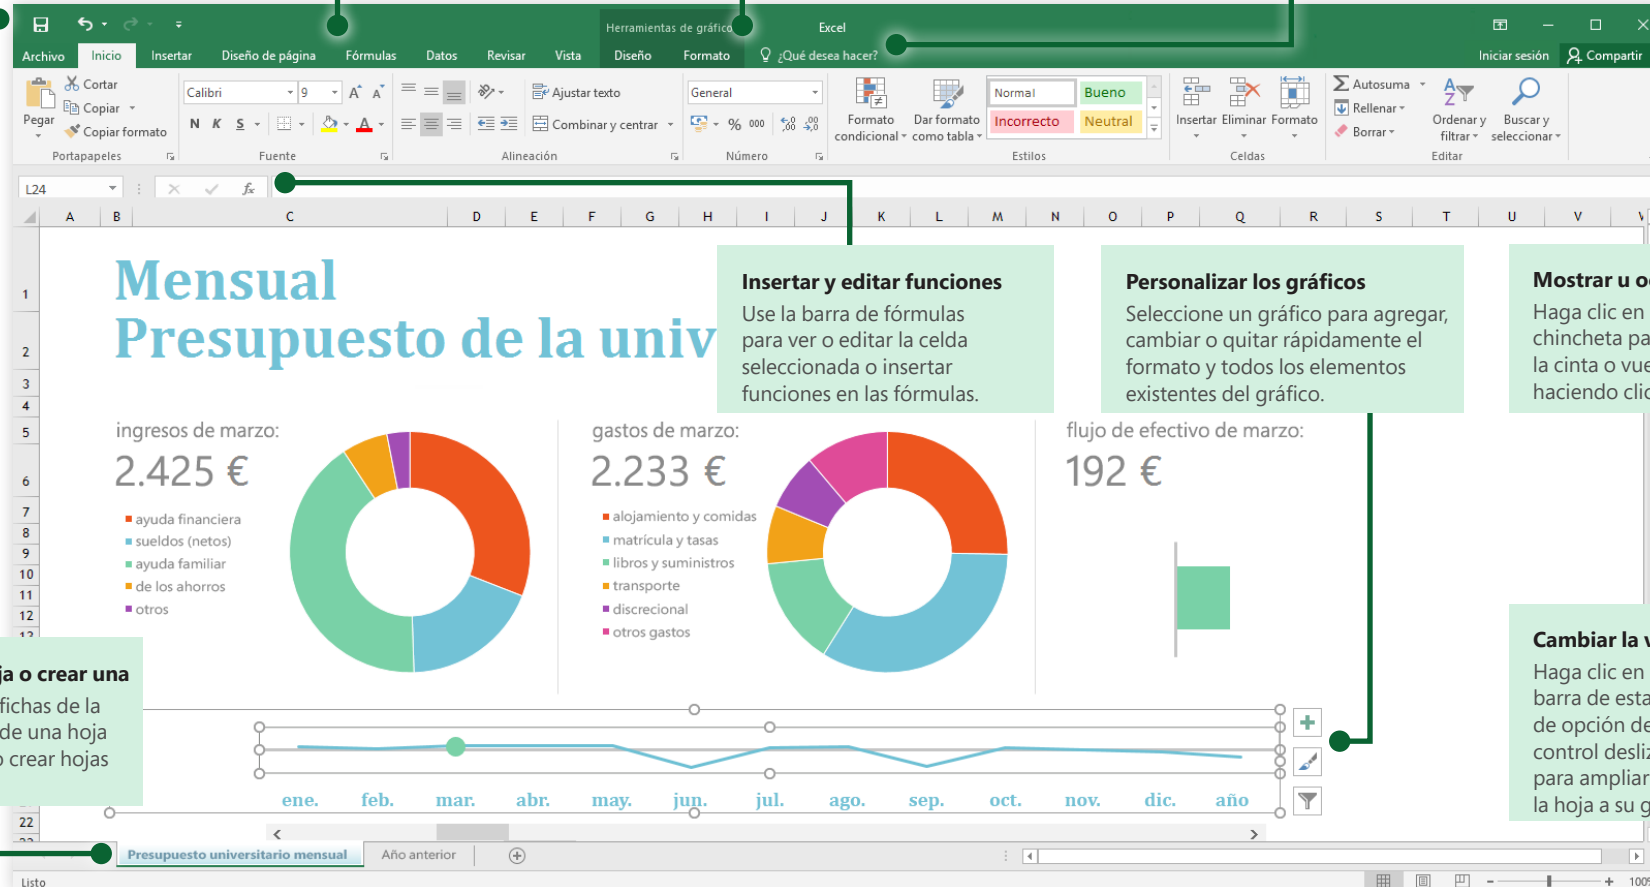 Herramientas de gráfico
Excel
Archivo Inicio Insertar Diseño de página Fórmulas Datos Revisar Vista Diseño Formato ¿Qué desea hacer? Iniciar sesión Compartir
Pegar
Cortar
Copiar
Copiar formato
Portapapeles
Calibri 9 A A
N K S A
Fuente
Ajustar texto
Combinar y centrar
Alineación
General
% 000
Número
Formato condicional
Dar formato como tabla
Normal Bueno
Incorrecto Neutral
Estilos
Insertar Eliminar Formato
Celdas
Autosuma
Rellenar
Borrar
Ordenar y filtrar
Buscar y seleccionar
Editar
L24 fx
A B C D E F G H I J K L M N O P Q R S T U V
1
2
3
4
5
6
7
8
9
10
11
12
22
Mensual
Presupuesto de la univ
Insertar y editar funciones
Use la barra de fórmulas
para ver o editar la celda
seleccionada o insertar
funciones en las fórmulas.
Personalizar los gráficos
Seleccione un gráfico para agregar,
cambiar o quitar rápidamente el
formato y todos los elementos
existentes del gráfico.
Mostrar u o
Haga clic en
chincheta pa
la cinta o vue
haciendo clic
ingresos de marzo:
2.425 €
ayuda financiera
sueldos (netos)
ayuda familiar
de los ahorros
otros
gastos de marzo:
2.233 €
alojamiento y comidas
matrícula y tasas
libros y suministros
transporte
discrecional
otros gastos
flujo de efectivo de marzo:
192 €
ja o crear una
fichas de la
de una hoja
o crear hojas
Cambiar la v
Haga clic en
barra de esta
de opción de
control desliz
para ampliar
la hoja a su g
ene. feb. mar. abr. may. jun. jul. ago. sep. oct. nov. dic. año
Presupuesto universitario mensual Año anterior
Listo 100%